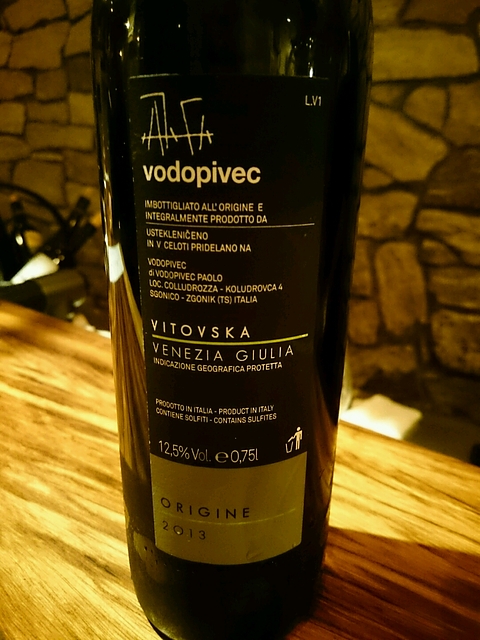 L.V1
vodopivec
IMBOTTIGLIATO ALL'ORIGINE E
INTEGRALMENTE PRODOTTO DA
USTEKLENIČENO
IN V CELOTI PRIDELANO NA
VODOPIVEC
di VODOPIVEC PAOLO
LOC. COLLUDROZZA - KOLUDROVCA 4
SGONICO - ZGONIK (TS) ITALIA
VITOVSKA
VENEZIA GIULIA
INDICAZIONE GEOGRAFICA PROTETTA
PRODOTTO IN ITALIA - PRODUCT IN ITALY
CONTIENE SOLFITI - CONTAINS SULFITES
12,5% Vol. ℮ 0,75l
ORIGINE
2013